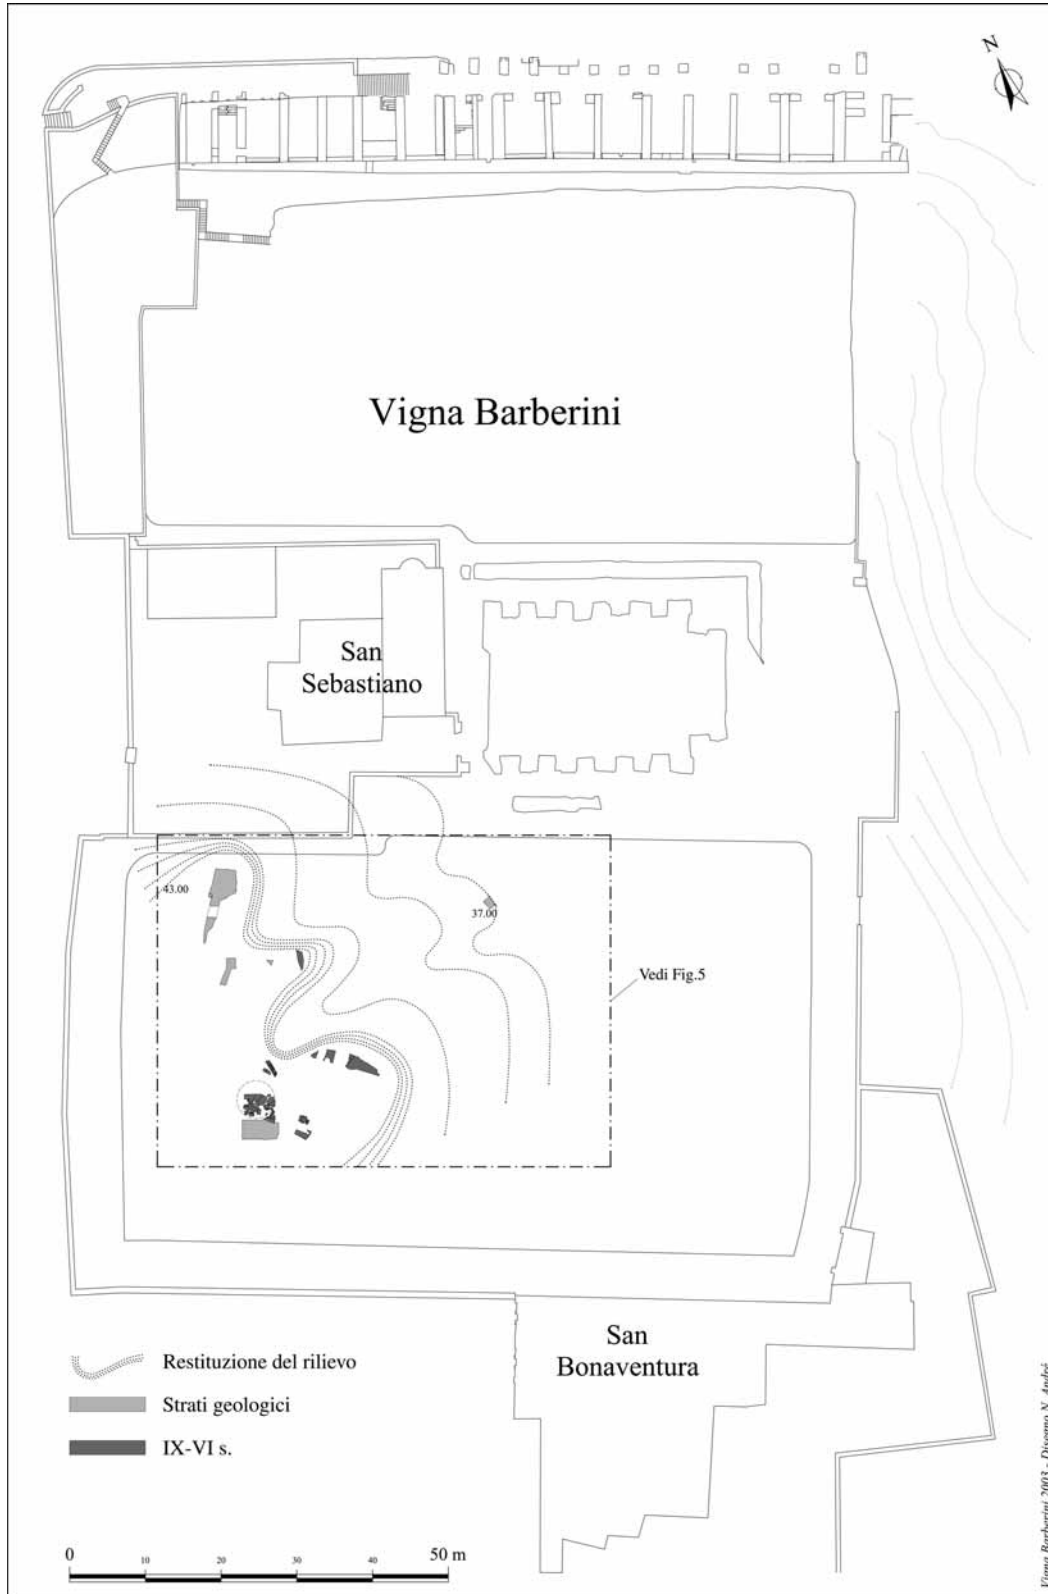 N
Vigna Barberini
San
Sebastiano
43.00
37.00
Vedi Fig.5
San
Bonaventura
Restituzione del rilievo
Strati geologici
IX-VI s.
0 10 20 30 40 50 m
Vigna Barberini 2003 - Disegno N. André